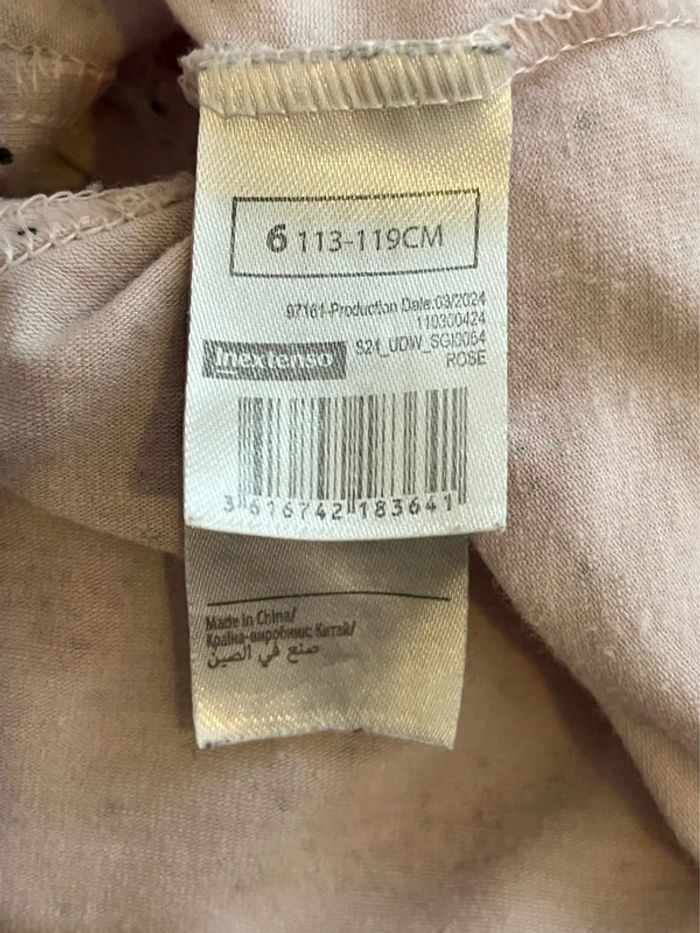 6 113-119CM
97161-Production Date:03/2024
110300424
S21_UDW_SGI0064
ROSE
Inextenso
3 616742 183641
Made in China/
Країна-виробник: Китай/
صنع في الصين